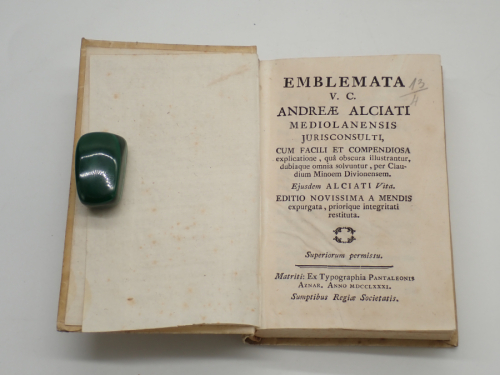 EMBLEMATA
V. C.
ANDREÆ ALCIATI
MEDIOLANENSIS
JURISCONSULTI,
CUM FACILI ET COMPENDIOSA
explicatione, quâ obscura illustrantur,
dubiaque omnia solvuntur, per Clau-
dium Minoem Divionensem.
Ejusdem ALCIATI Vita.
EDITIO NOVISSIMA A MENDIS
expurgata, priorique integritati
restituta.
Superiorum permissu.
Matriti: Ex Typographia PANTALEONIS
AZNAR. ANNO MDCCLXXXI.
Sumptibus Regiæ Societatis.